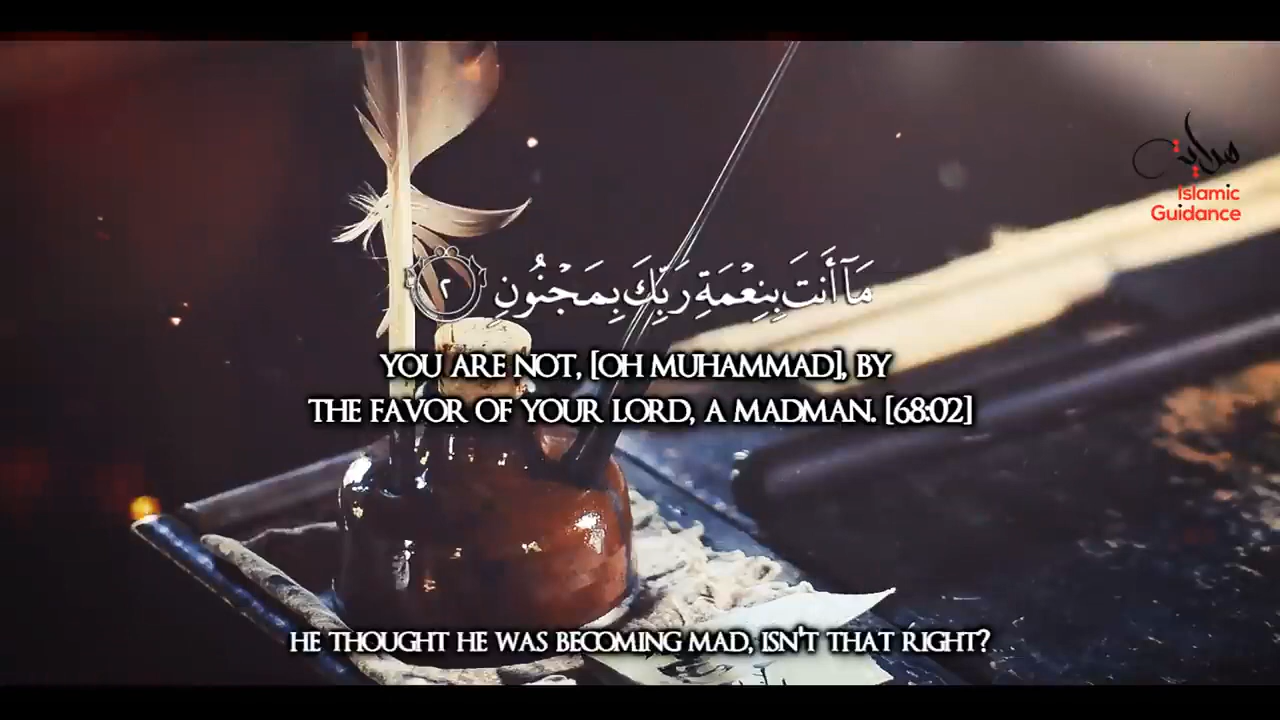 هداية
Islamic
Guidance
مَآ أَنتَ بِنِعْمَةِ رَبِّكَ بِمَجْنُونٍ ٢
YOU ARE NOT, [OH MUHAMMAD], BY
THE FAVOR OF YOUR LORD, A MADMAN. [68:02]
HE THOUGHT HE WAS BECOMING MAD, ISN'T THAT RIGHT?